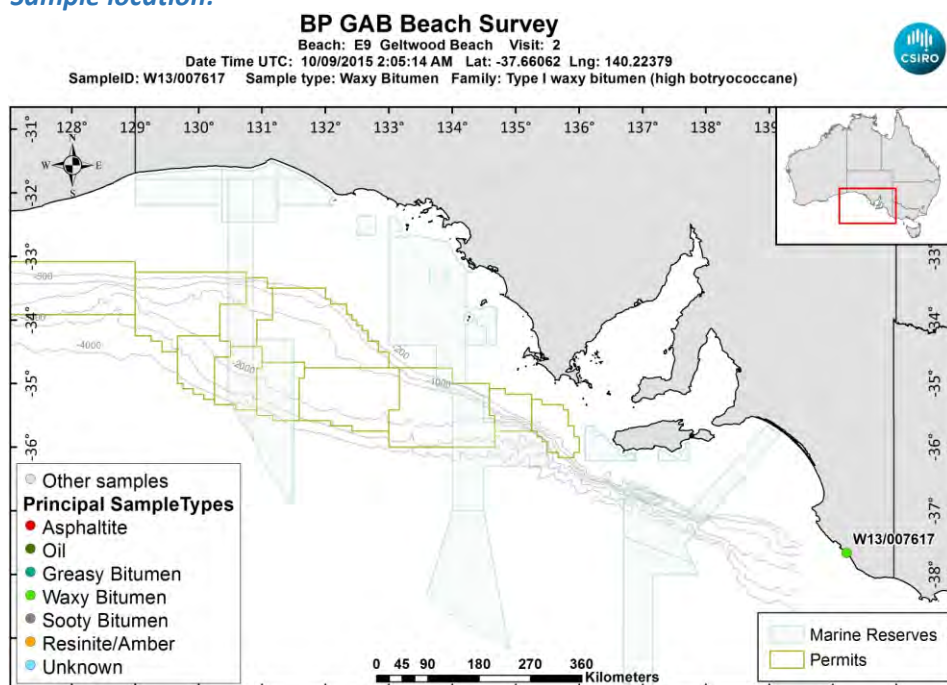 Sample location:
BP GAB Beach Survey
Beach: E9 Geltwood Beach Visit: 2
Date Time UTC: 10/09/2015 2:05:14 AM Lat: -37.66062 Lng: 140.22379
SampleID: W13/007617 Sample type: Waxy Bitumen Family: Type I waxy bitumen (high botryococcane)
CSIRO
128° 129° 130° 131° 132° 133° 134° 135° 136° 137° 138° 139
-31° -32° -33° -34° -35° -36°
-33° -34° -35° -36° -37° -38°
N
W E
S
-4000
-2000
-200
-1000
W13/007617
Other samples
Principal SampleTypes
Asphaltite
Oil
Greasy Bitumen
Waxy Bitumen
Sooty Bitumen
Resinite/Amber
Unknown
0 45 90 180 270 360
Kilometers
Marine Reserves
Permits